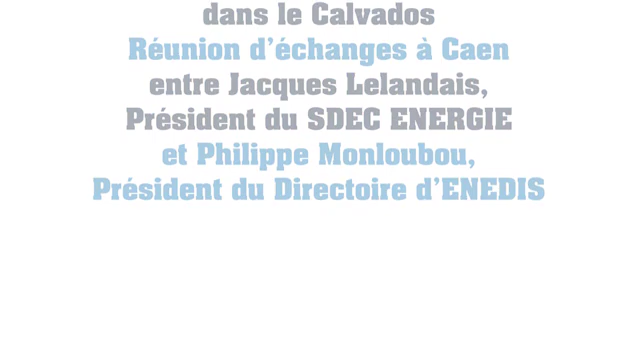 dans le Calvados
Réunion d’échanges à Caen
entre Jacques Lelandais,
Président du SDEC ENERGIE
et Philippe Monloubou,
Président du Directoire d’ENEDIS